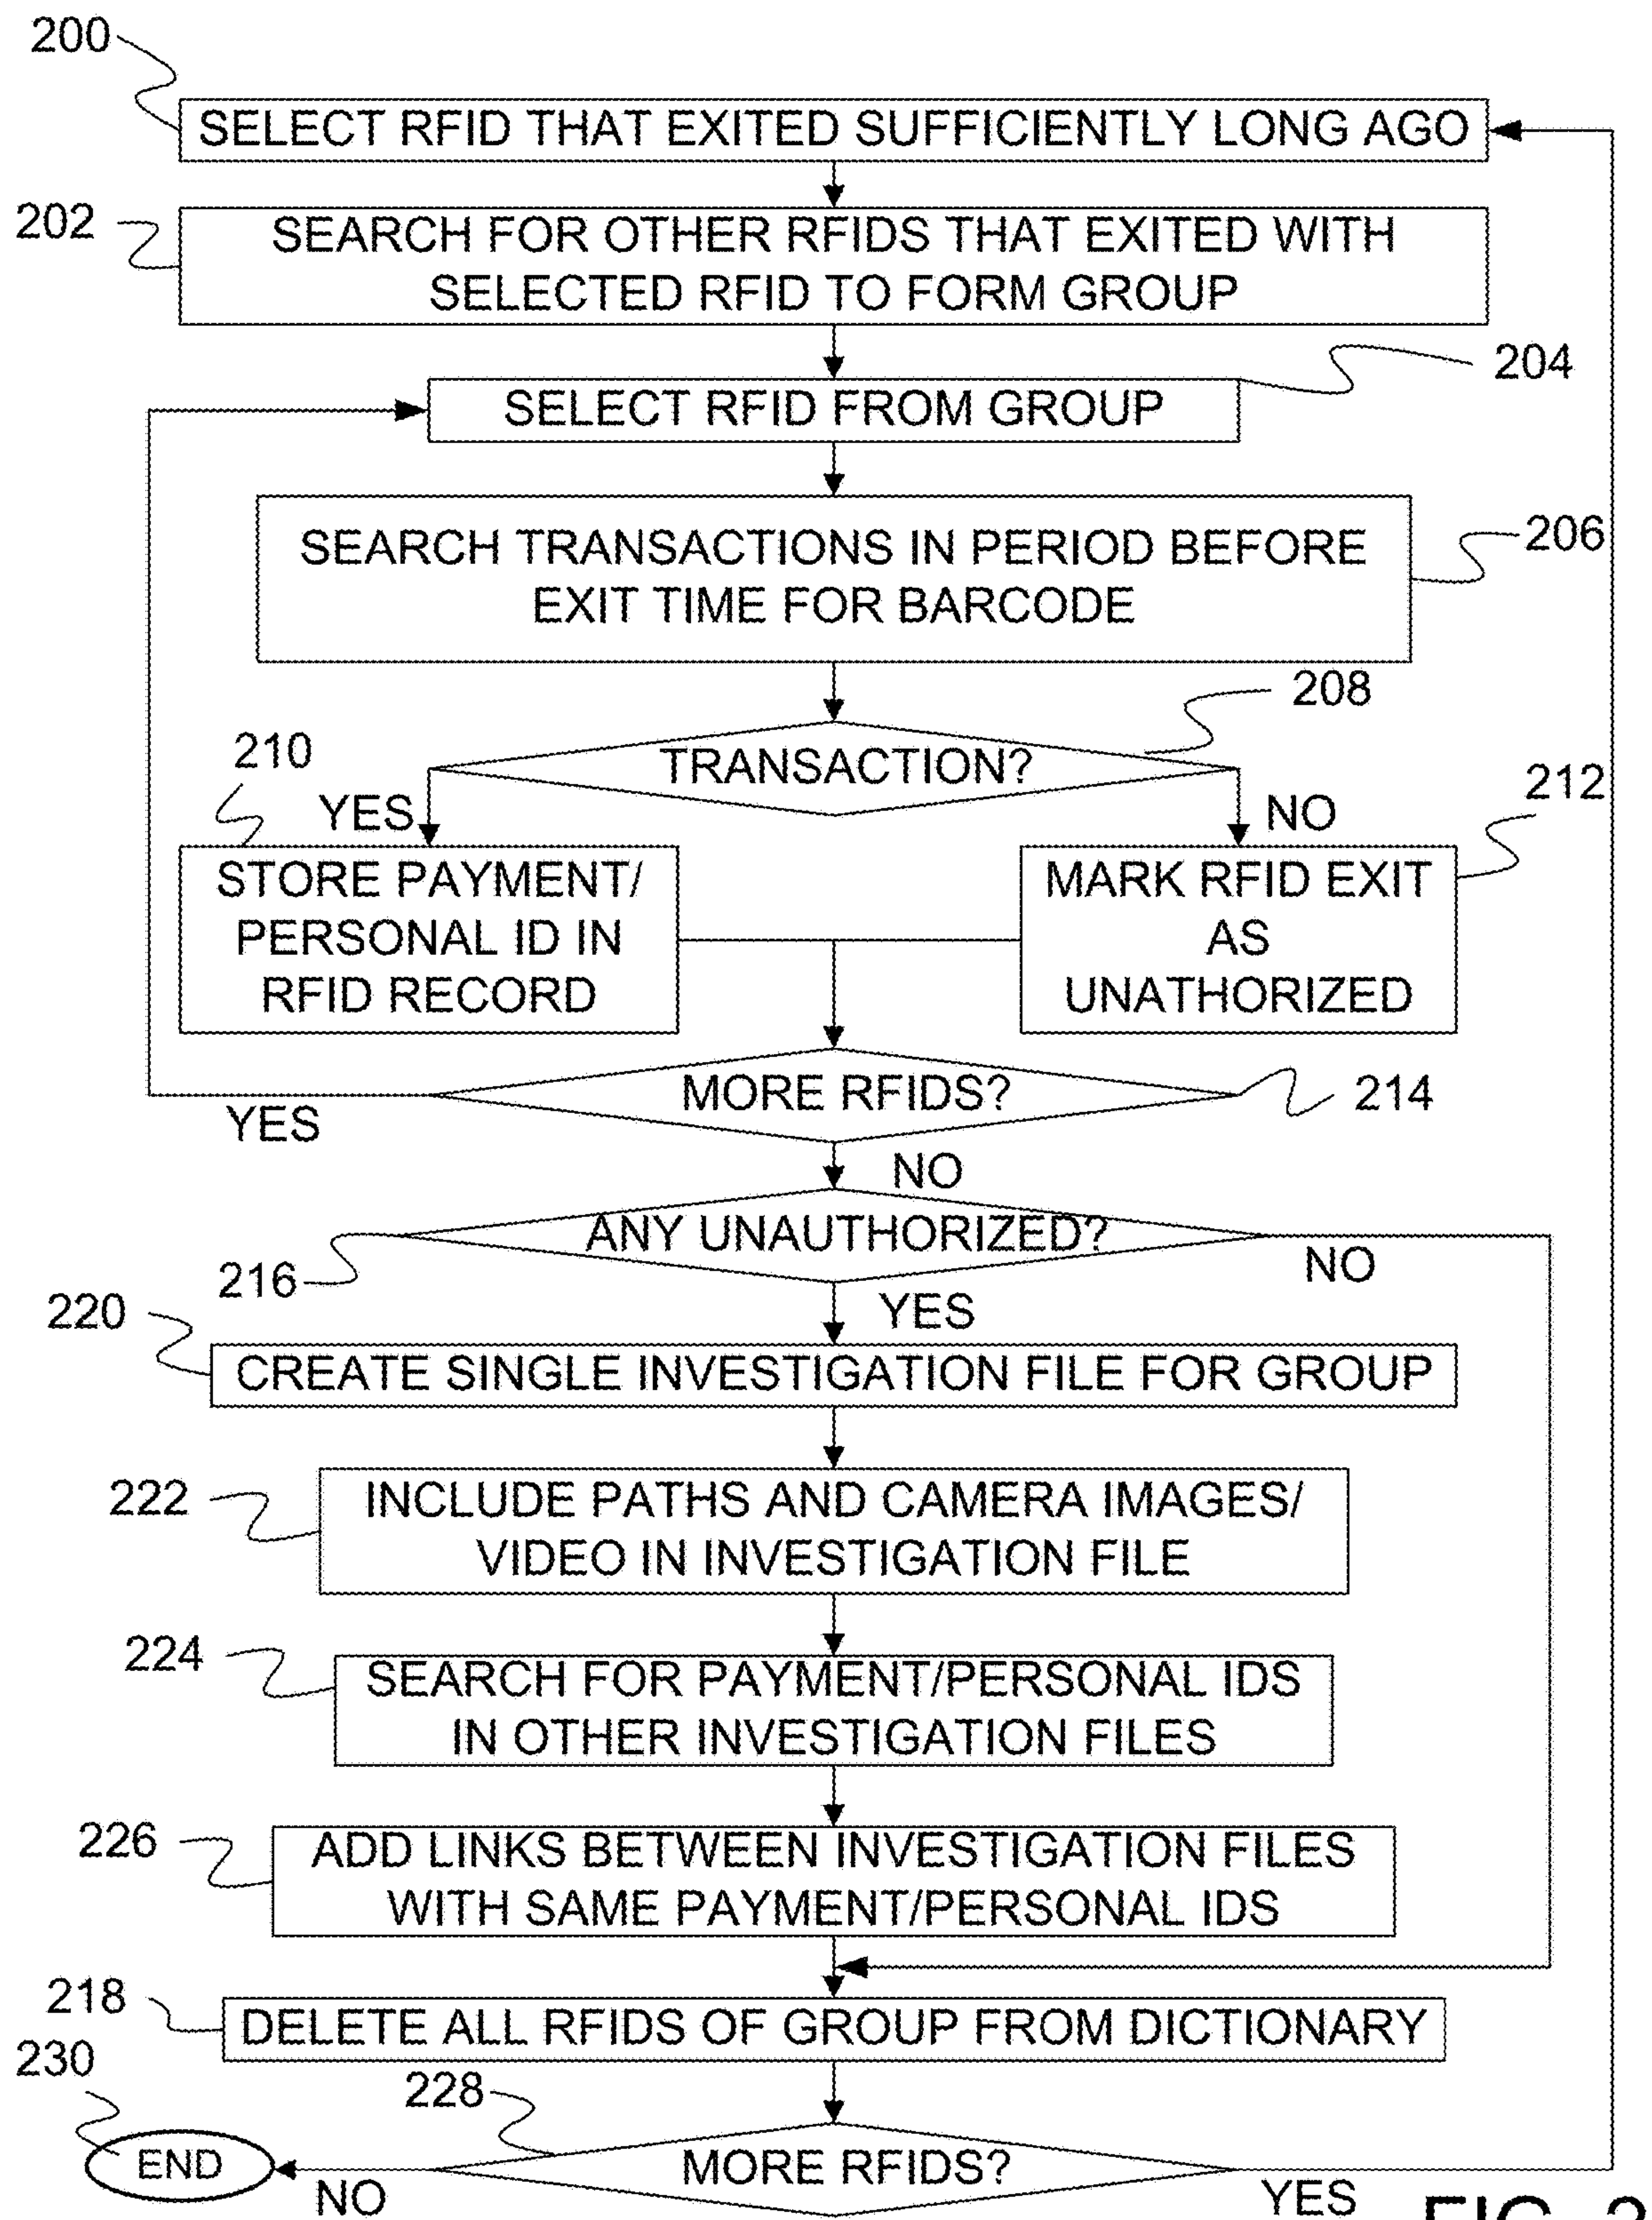 200
SELECT RFID THAT EXITED SUFFICIENTLY LONG AGO
202
SEARCH FOR OTHER RFIDS THAT EXITED WITH
SELECTED RFID TO FORM GROUP
204
SELECT RFID FROM GROUP
206
SEARCH TRANSACTIONS IN PERIOD BEFORE
EXIT TIME FOR BARCODE
208
TRANSACTION?
210
YES
NO
212
STORE PAYMENT/
PERSONAL ID IN
RFID RECORD
MARK RFID EXIT
AS
UNATHORIZED
MORE RFIDS?
214
YES
NO
ANY UNAUTHORIZED?
216
NO
YES
220
CREATE SINGLE INVESTIGATION FILE FOR GROUP
222
INCLUDE PATHS AND CAMERA IMAGES/
VIDEO IN INVESTIGATION FILE
224
SEARCH FOR PAYMENT/PERSONAL IDS
IN OTHER INVESTIGATION FILES
226
ADD LINKS BETWEEN INVESTIGATION FILES
WITH SAME PAYMENT/PERSONAL IDS
218
DELETE ALL RFIDS OF GROUP FROM DICTIONARY
230
228
END
MORE RFIDS?
NO
YES